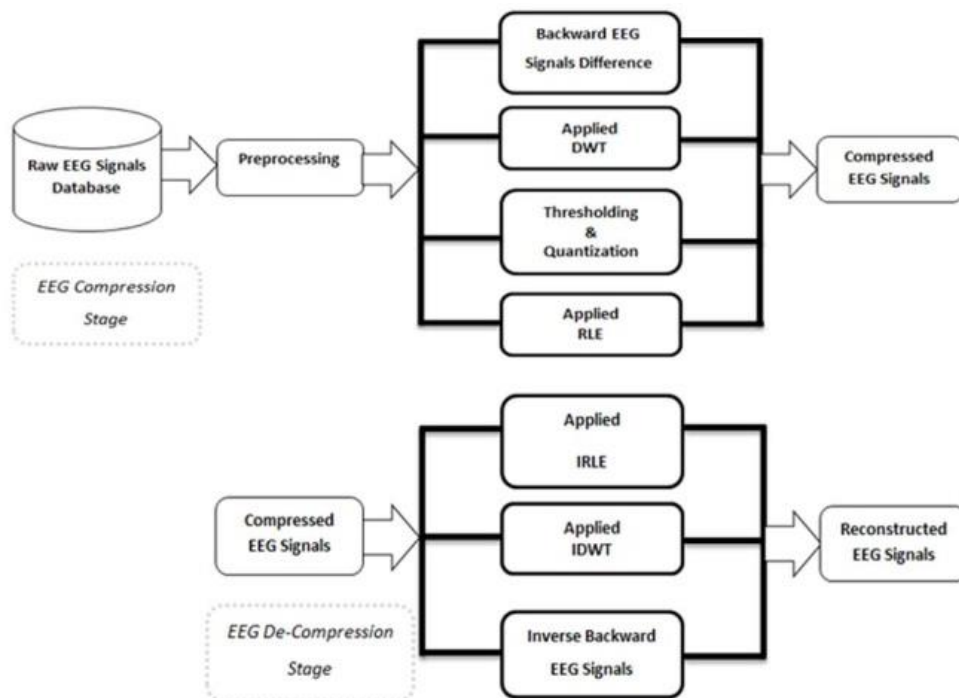 Backward EEG
Signals Difference
Raw EEG Signals
Database
Preprocessing
Applied
DWT
Compressed
EEG Signals
Thresholding
&
Quantization
EEG Compression
Stage
Applied
RLE
Applied
IRLE
Compressed
EEG Signals
Applied
IDWT
Reconstructed
EEG Signals
EEG De-Compression
Stage
Inverse Backward
EEG Signals